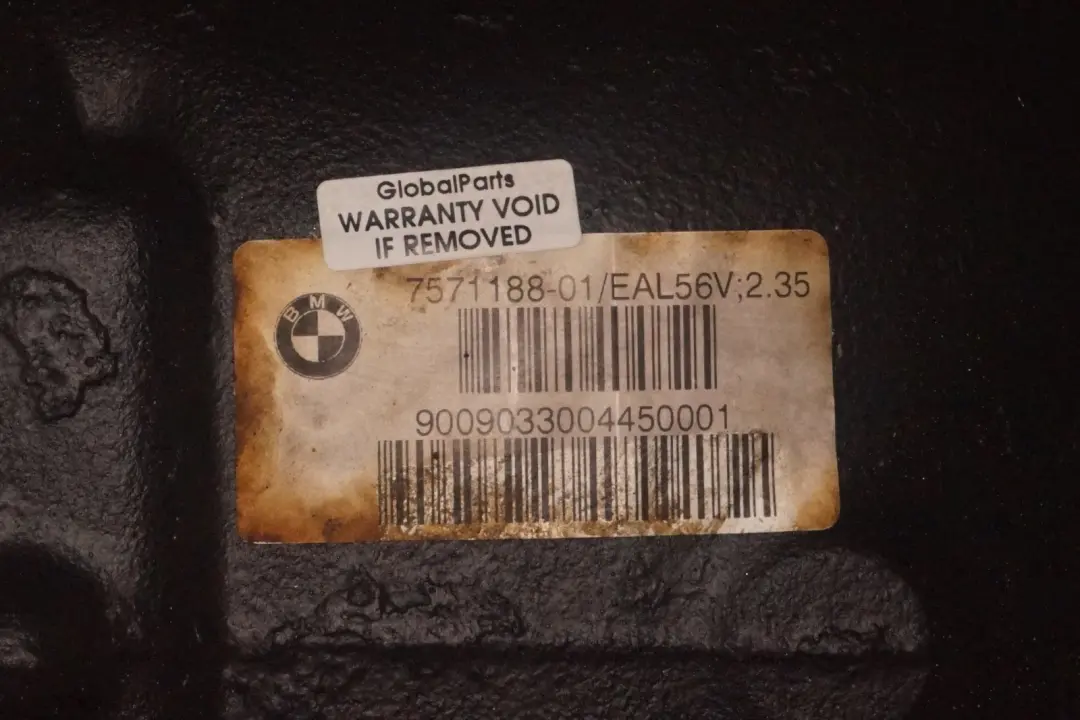 GlobalParts
WARRANTY VOID
IF REMOVED
7571188-01/EAL56V;2.35
BMW
9009033004450001